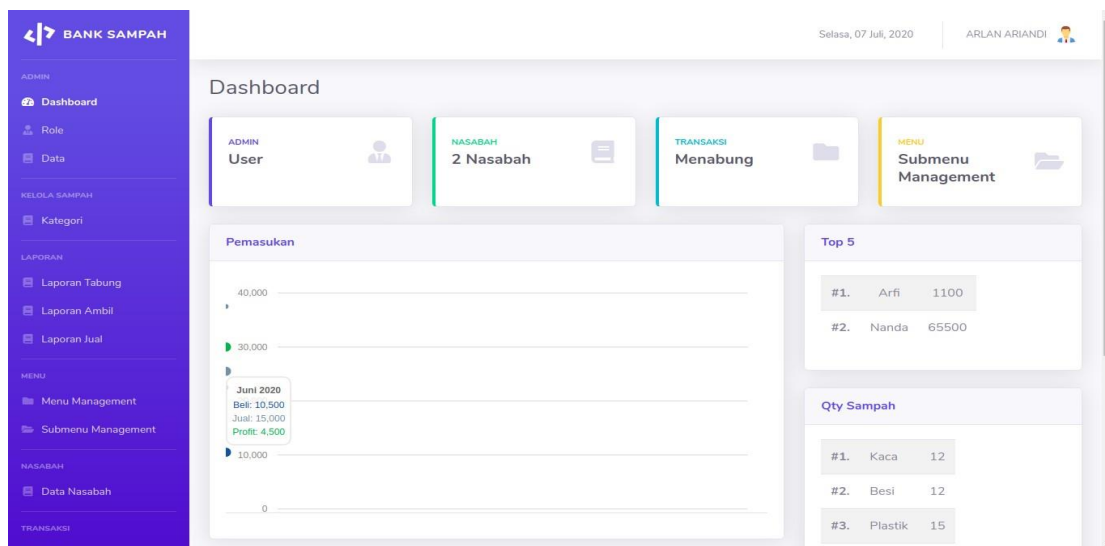 BANK SAMPAH
ADMIN
Dashboard
Role
Data
KELOLA SAMPAH
Kategori
LAPORAN
Laporan Tabung
Laporan Ambil
Laporan Jual
MENU
Menu Management
Submenu Management
NASABAH
Data Nasabah
TRANSAKSI
Selasa, 07 Juli, 2020
ARLAN ARIANDI
Dashboard
ADMIN
User
NASABAH
2 Nasabah
TRANSAKSI
Menabung
MENU
Submenu
Management
Pemasukan
40,000
30,000
Juni 2020
Beli: 10,500
Jual: 15,000
Profit: 4,500
10,000
0
Top 5
#1. Arfi 1100
#2. Nanda 65500
Qty Sampah
#1. Kaca 12
#2. Besi 12
#3. Plastik 15